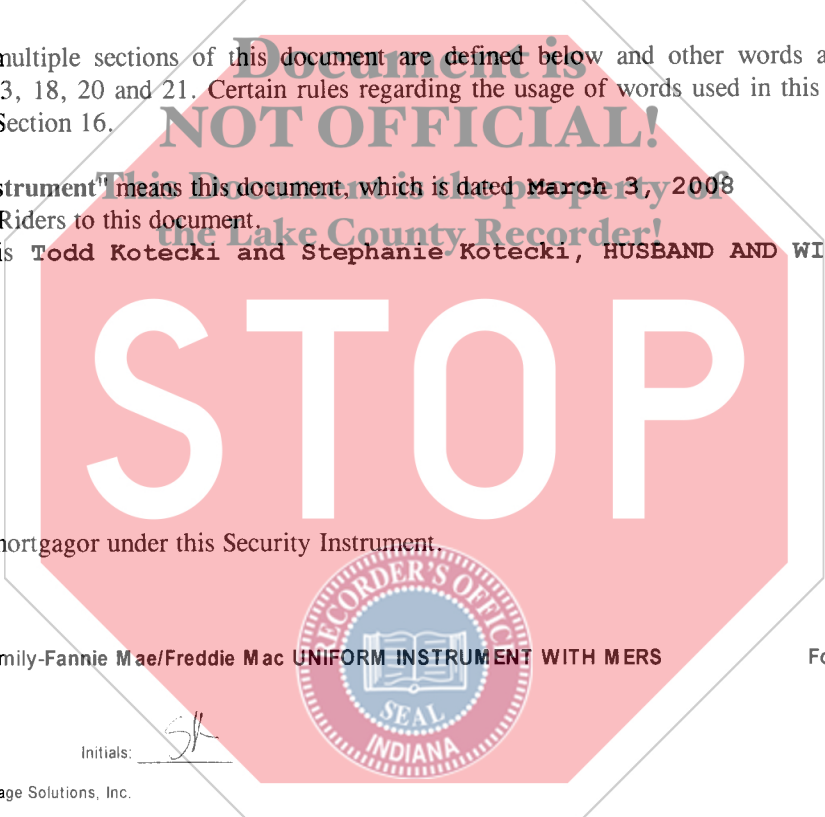 multiple sections of this document are defined below and other words a
Document is
3, 18, 20 and 21. Certain rules regarding the usage of words used in this
Section 16.
NOT OFFICIAL!
strument" means this document, which is dated March 3, 2008
This Document is the property of
Riders to this document.
the Lake County Recorder!
is Todd Kotecki and Stephanie Kotecki, HUSBAND AND WI
STOP
mortgagor under this Security Instrument.
RECORDER'S OFFICE
mily-Fannie Mae/Freddie Mac UNIFORM INSTRUMENT WITH MERS
Fo
SEAL
INDIANA
Initials: SK
age Solutions, Inc.